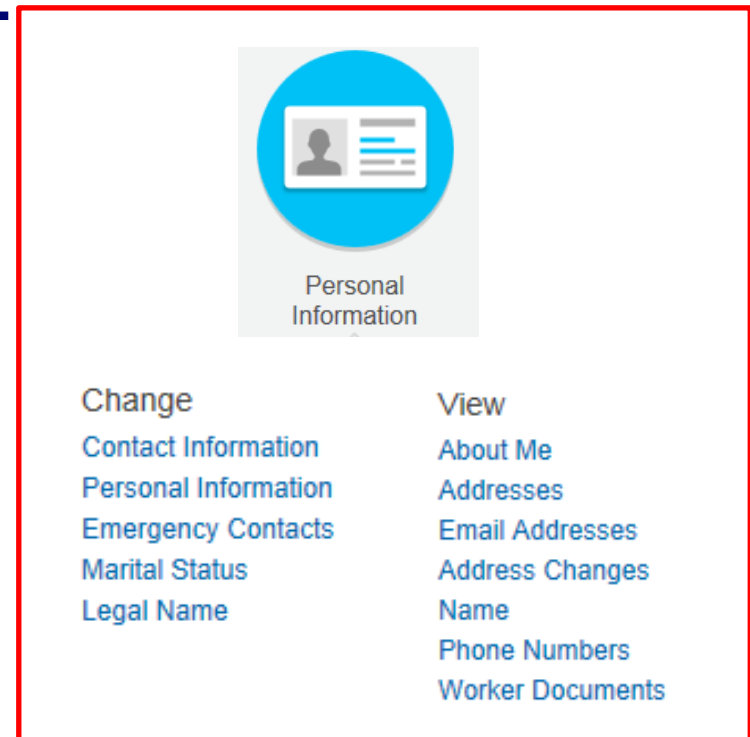 Personal
Information
Change
Contact Information
Personal Information
Emergency Contacts
Marital Status
Legal Name
View
About Me
Addresses
Email Addresses
Address Changes
Name
Phone Numbers
Worker Documents